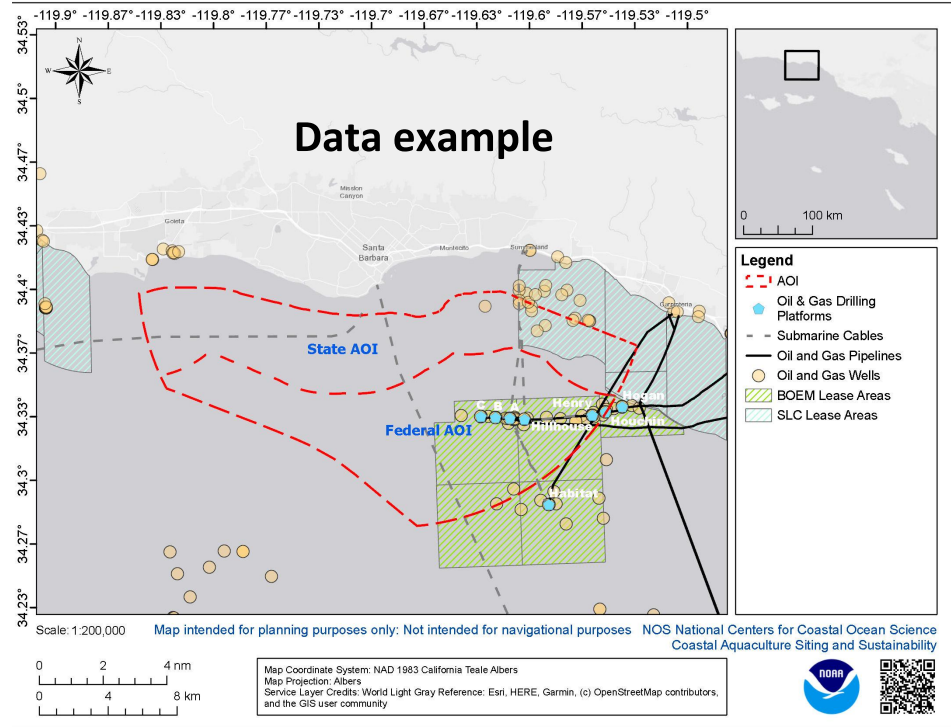 -119.9° -119.87° -119.83° -119.8° -119.77° -119.73° -119.7° -119.67° -119.63° -119.6° -119.57° -119.53° -119.5°
34.53°
34.5°
34.47°
34.43°
34.4°
34.37°
34.33°
34.3°
34.27°
34.23°
N
W E
S
Data example
Mission
Canyon
Goleta
Santa
Barbara
Montecito
Summerland
Carpinteria
State AOI
Federal AOI
C B A
Henry
Hogan
Hillhouse
Houchin
Habitat
0 100 km
Legend
AOI
Oil & Gas Drilling
Platforms
Submarine Cables
Oil and Gas Pipelines
Oil and Gas Wells
BOEM Lease Areas
SLC Lease Areas
Scale: 1:200,000
Map intended for planning purposes only: Not intended for navigational purposes
NOS National Centers for Coastal Ocean Science
Coastal Aquaculture Siting and Sustainability
0 2 4 nm
0 4 8 km
Map Coordinate System: NAD 1983 California Teale Albers
Map Projection: Albers
Service Layer Credits: World Light Gray Reference: Esri, HERE, Garmin, (c) OpenStreetMap contributors,
and the GIS user community
NOAA